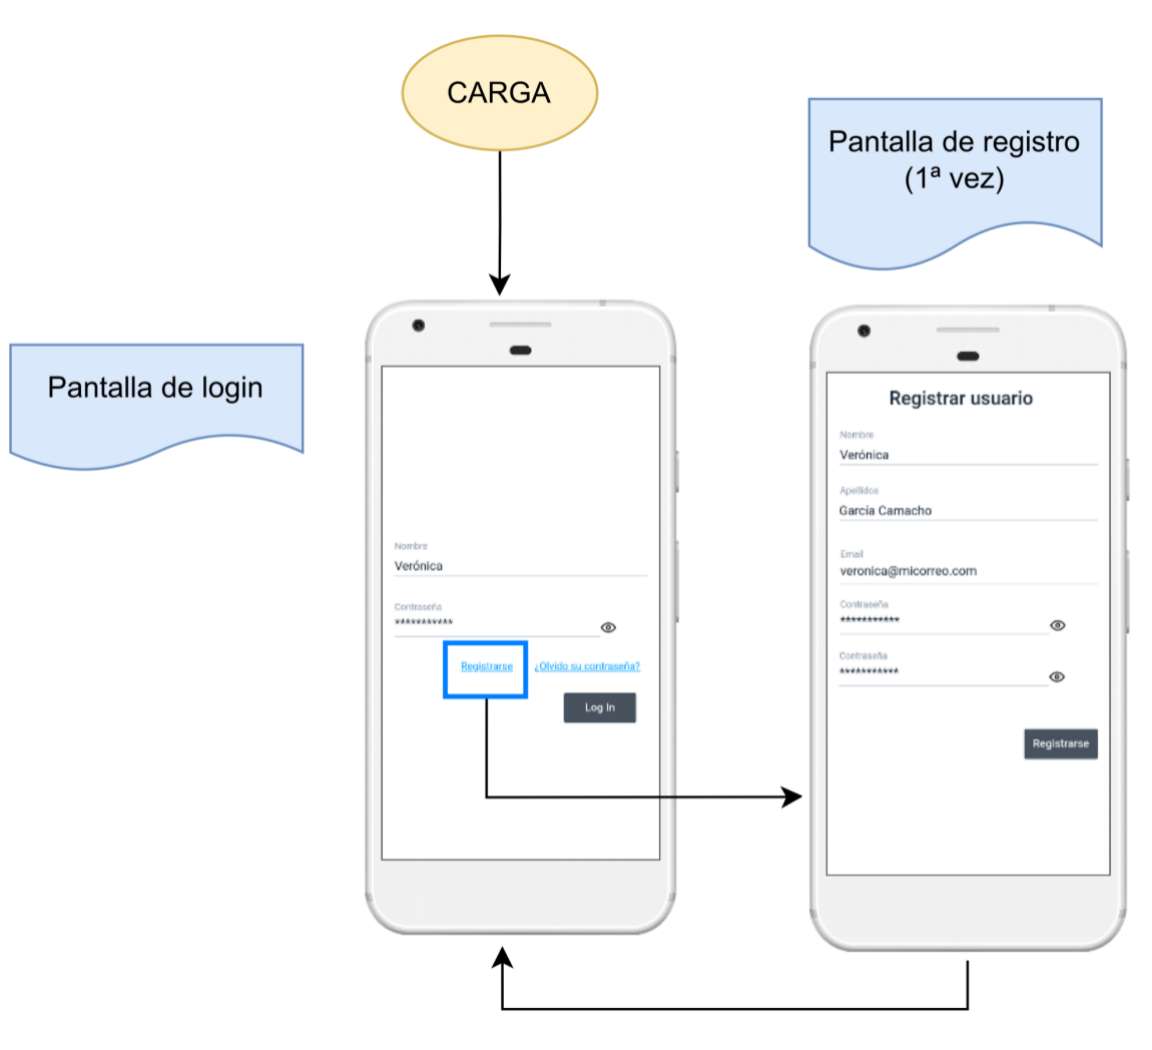 CARGA
Pantalla de registro
(1ª vez)
Pantalla de login
Nombre
Verónica
Contraseña
***********
Registrarse
¿Olvido su contraseña?
Log In
Registrar usuario
Nombre
Verónica
Apellidos
García Camacho
Email
veronica@micorreo.com
Contraseña
***********
Contraseña
***********
Registrarse